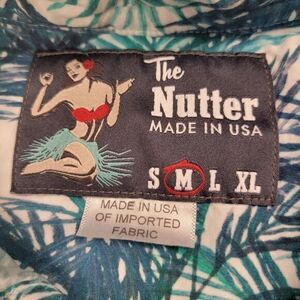 The
Nutter
MADE IN USA
S M L XL
MADE IN USA
OF IMPORTED
FABRIC